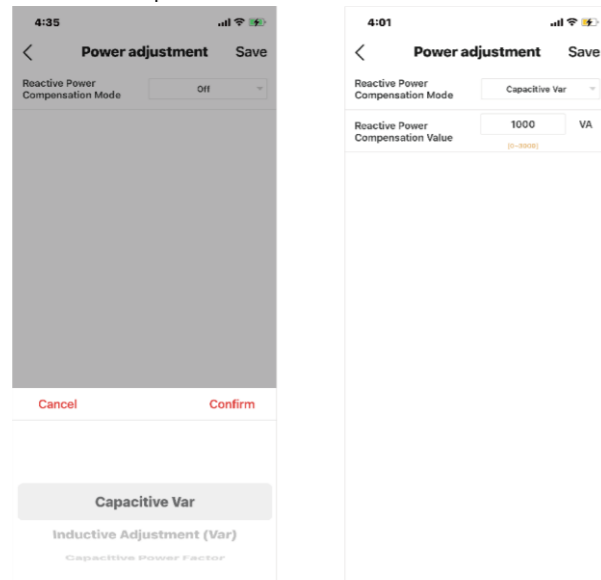 4:35
Power adjustment Save
Reactive Power
Compensation Mode
Off
Cancel Confirm
Capacitive Var
Inductive Adjustment (Var)
Capacitive Power Factor
4:01
Power adjustment Save
Reactive Power
Compensation Mode
Capacitive Var
Reactive Power
Compensation Value
1000 VA